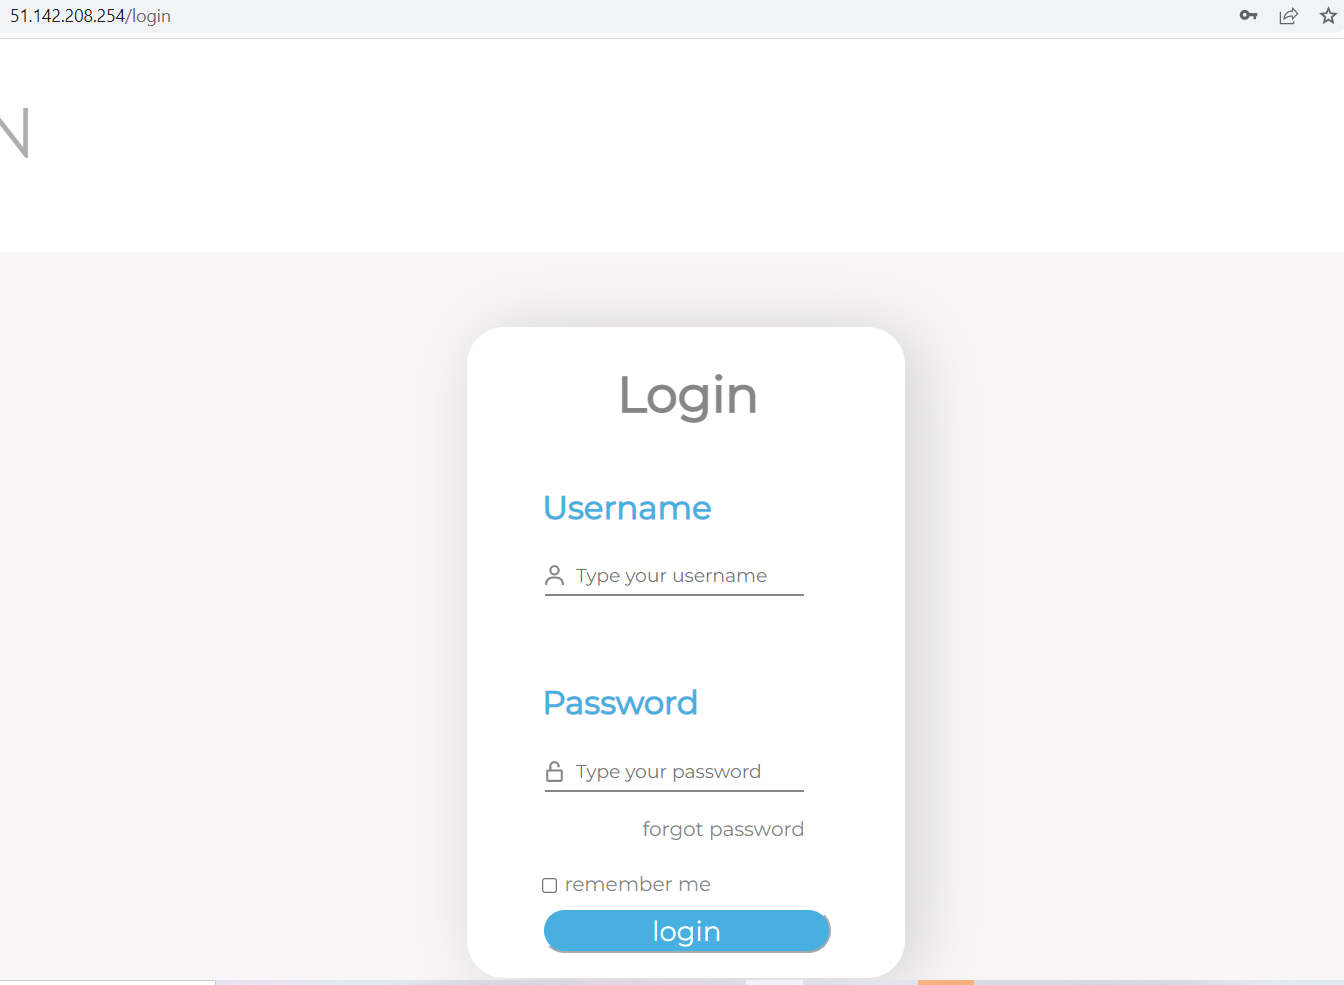 51.142.208.254/login
N
Login
Username
Type your username
Password
Type your password
forgot password
remember me
login